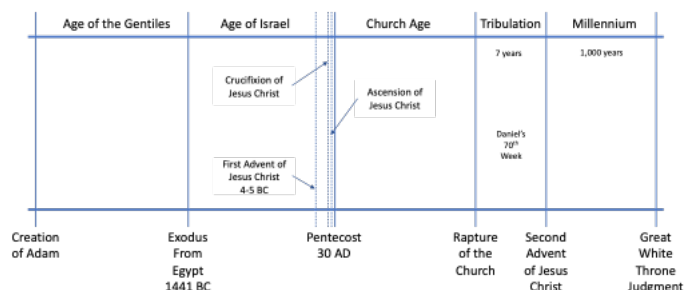 Age of the Gentiles
Age of Israel
Church Age
Tribulation
Millennium
7 years
1,000 years
Crucifixion of
Jesus Christ
Ascension of
Jesus Christ
Daniel's
70th
Week
First Advent of
Jesus Christ
4-5 BC
Creation
of Adam
Exodus
From
Egypt
1441 BC
Pentecost
30 AD
Rapture
of the
Church
Second
Advent
of Jesus
Christ
Great
White
Throne
Judgment